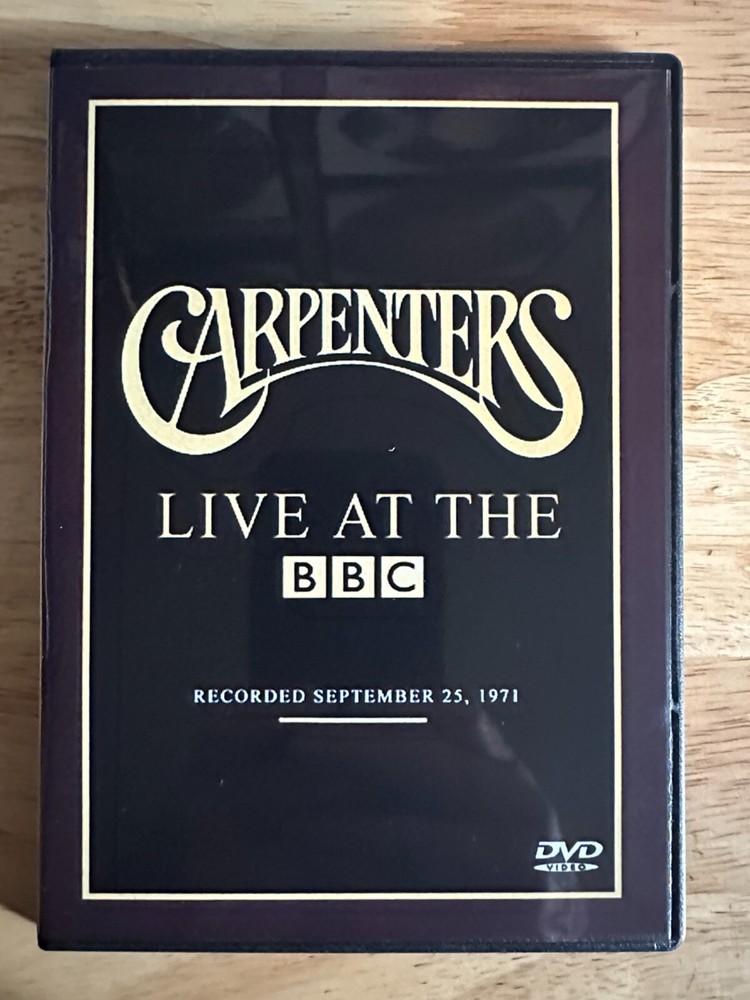 CARPENTERS
LIVE AT THE
BBC
RECORDED SEPTEMBER 25, 1971
DVD
VIDEO